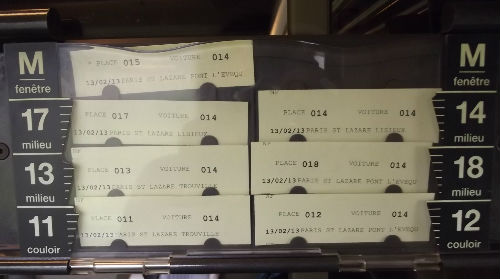 M
fenêtre
17
milieu
13
milieu
11
couloir
PLACE 015 VOITURE 014
13/02/13 PARIS ST LAZARE PONT L'EVEQU
PLACE 017 VOITURE 014
13/02/13 PARIS ST LAZARE LISIEUX
PLACE 013 VOITURE 014
13/02/13 PARIS ST LAZARE TROUVILLE
PLACE 011 VOITURE 014
13/02/13 PARIS ST LAZARE TROUVILLE
PLACE 014 VOITURE 014
13/02/13 PARIS ST LAZARE LISIEUX
PLACE 018 VOITURE 014
13/02/13 PARIS ST LAZARE PONT L'EVEQU
PLACE 012 VOITURE 014
13/02/13 PARIS ST LAZARE PONT L'EVEQU
M
fenêtre
14
milieu
18
milieu
12
couloir